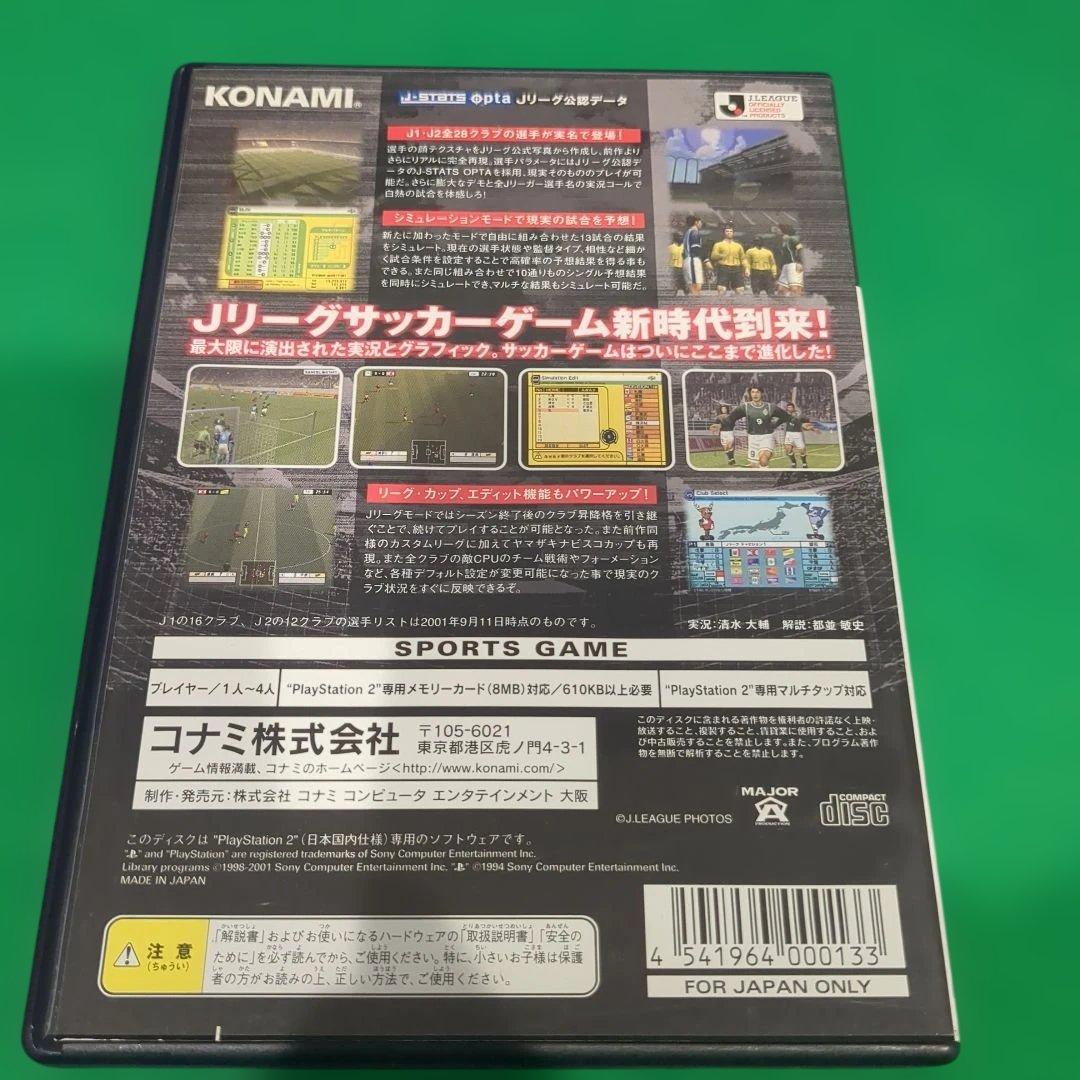 KONAMI®
J-STATS Opta Jリーグ公認データ
J.LEAGUE
OFFICIALLY
LICENSED
PRODUCTS
J1・J2全28クラブの選手が実名で登場!
選手の顔テクスチャをJリーグ公式写真から作成し、前作より
さらにリアルに完全再現。選手パラメータにはJリーグ公認デ
ータのJ-STATS OPTAを採用。現実そのもののプレイが可
能だ。さらに膨大なデモと全Jリーガー選手名の実況コールで
白熱の試合を体感しろ!
シミュレーションモードで現実の試合を予想!
新たに加わったモードで自由に組み合わせた13試合の結果
をシミュレート。現在の選手状態や監督タイプ、相性など細か
く試合条件を設定することで高確率の予想結果を得る事も
できる。また同じ組み合わせで10通りものシングル予想結果
を同時にシミュレートでき、マルチな結果もシミュレート可能だ。
Jリーグサッカーゲーム新時代到来!
最大限に演出された実況とグラフィック。サッカーゲームはついにここまで進化した!
Simulation Edit
リーグ・カップ、エディット機能もパワーアップ!
Jリーグモードではシーズン終了後のクラブ昇降格を引き継
ぐことで、続けてプレイすることが可能となった。また前作同
様のカスタムリーグに加えてヤマザキナビスコカップも再
現。また全クラブの敵CPUのチーム戦術やフォーメーション
など、各種デフォルト設定が変更可能になった事で現実のク
ラブ状況をすぐに反映できるぞ。
Club Select
J1の16クラブ、J2の12クラブの選手リストは2001年9月11日時点のものです。
実況:清水 大輔 解説:都並 敏史
SPORTS GAME
プレイヤー/1人~4人
"PlayStation 2"専用メモリーカード(8MB)対応/610KB以上必要
"PlayStation 2"専用マルチタップ対応
コナミ株式会社
〒105-6021
東京都港区虎ノ門4-3-1
ゲーム情報満載、コナミのホームページ<http://www.konami.com/>
制作・発売元:株式会社 コナミ コンピュータ エンタテインメント 大阪
このディスクに含まれる著作物を権利者の許諾なく上映・
放送すること、複製すること、賃貸業に使用すること、およ
び中古販売することを禁止します。また、プログラム著作
物を無断で解析することを禁止します。
©J.LEAGUE PHOTOS
MAJOR
A
PRODUCTION
COMPACT
disc
このディスクは "PlayStation 2"(日本国内仕様)専用のソフトウェアです。
"PS" and "PlayStation" are registered trademarks of Sony Computer Entertainment Inc.
Library programs ©1998-2001 Sony Computer Entertainment Inc. "PS" ©1994 Sony Computer Entertainment Inc.
MADE IN JAPAN
注意
(ちゅうい)
「解説書」およびお使いになるハードウェアの「取扱説明書」「安全の
ために」を必ず読んでから、ご使用ください。特に、小さいお子様は保護
者の方がお読みの上、正しい方法で、ご使用ください。
4 541964 000133
FOR JAPAN ONLY